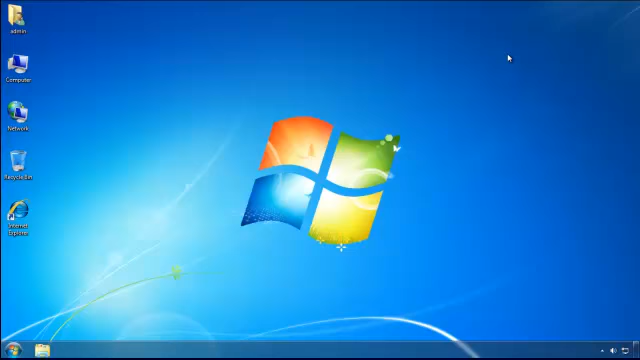 admin
Computer
Network
Recycle Bin
Internet
Explorer